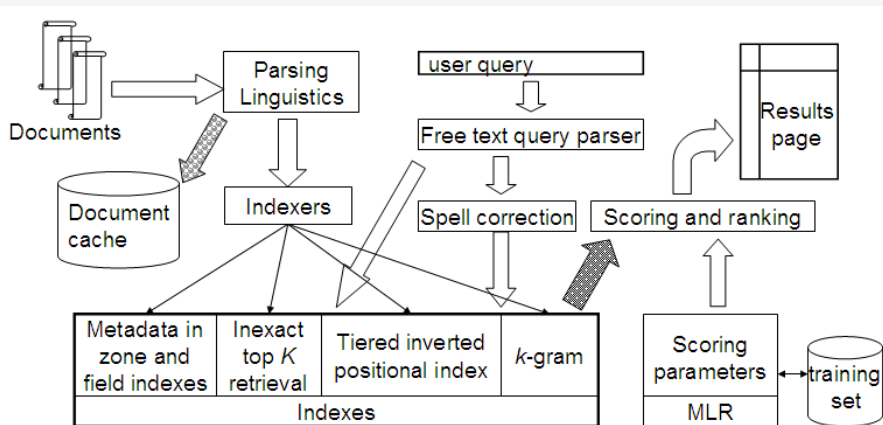 Documents
Parsing
Linguistics
user query
Free text query parser
Results
page
Document
cache
Indexers
Spell correction
Scoring and ranking
Metadata in
zone and
field indexes
Inexact
top K
retrieval
Tiered inverted
positional index
k-gram
Indexes
Scoring
parameters
MLR
training
set